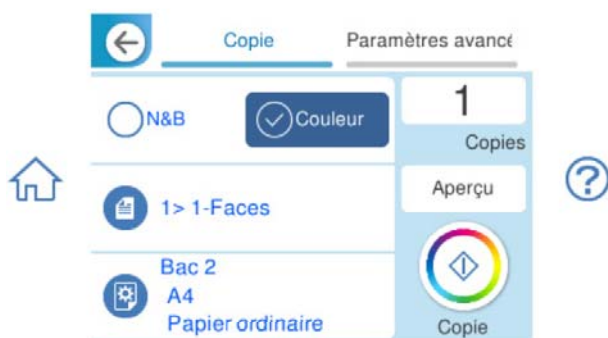 Copie
Paramètres avancé
N&B
Couleur
1
Copies
1> 1-Faces
Aperçu
Bac 2
A4
Papier ordinaire
Copie